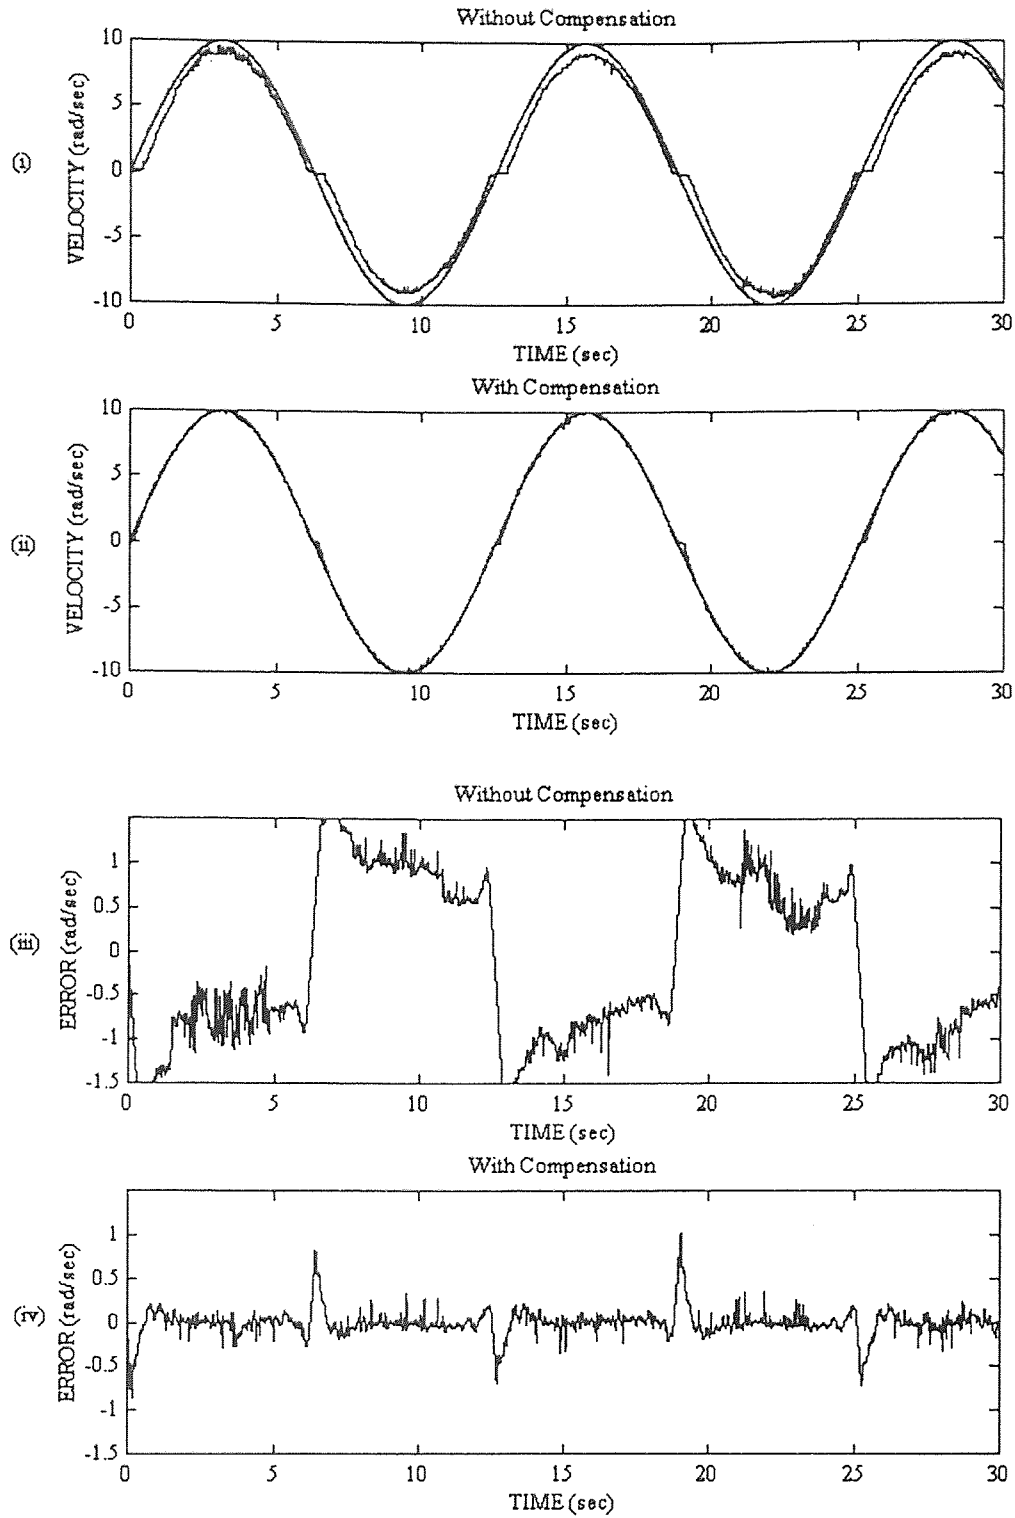 Without Compensation
(i)
VELOCITY (rad/sec)
10
5
0
-5
-10
0 5 10 15 20 25 30
TIME (sec)
With Compensation
(ii)
VELOCITY (rad/sec)
10
5
0
-5
-10
0 5 10 15 20 25 30
TIME (sec)
Without Compensation
(iii)
ERROR (rad/sec)
1
0.5
0
-0.5
-1
-1.5
0 5 10 15 20 25 30
TIME (sec)
With Compensation
(iv)
ERROR (rad/sec)
1
0.5
0
-0.5
-1
-1.5
0 5 10 15 20 25 30
TIME (sec)